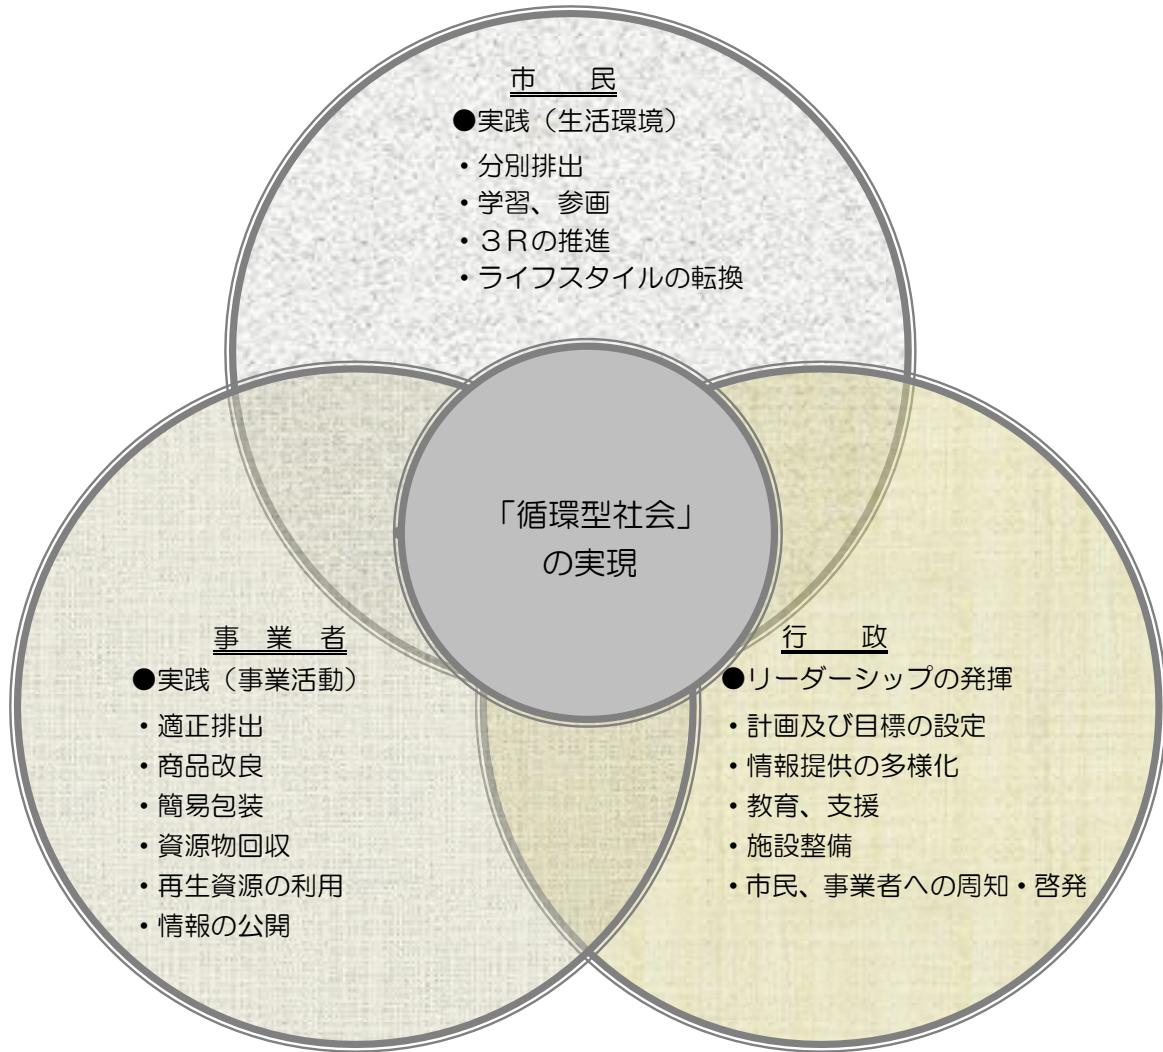 市　　民
●実践（生活環境）
・分別排出
・学習、参画
・３Ｒの推進
・ライフスタイルの転換
「循環型社会」
の実現
事　業　者
●実践（事業活動）
・適正排出
・商品改良
・簡易包装
・資源物回収
・再生資源の利用
・情報の公開
行　　政
●リーダーシップの発揮
・計画及び目標の設定
・情報提供の多様化
・教育、支援
・施設整備
・市民、事業者への周知・啓発